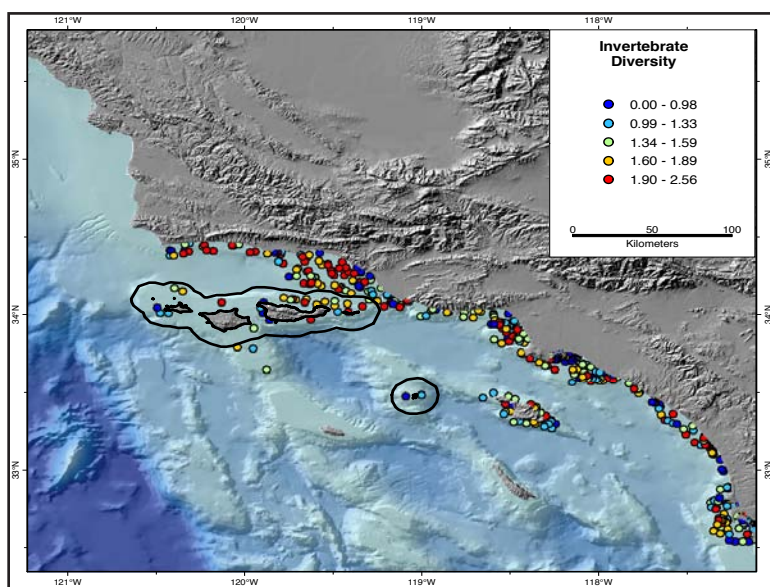 121°W
120°W
119°W
118°W
Invertebrate
Diversity
0.00 - 0.98
0.99 - 1.33
1.34 - 1.59
1.60 - 1.89
1.90 - 2.56
0
50
100
Kilometers
35°N
35°N
34°N
34°N
33°N
33°N
121°W
120°W
119°W
118°W